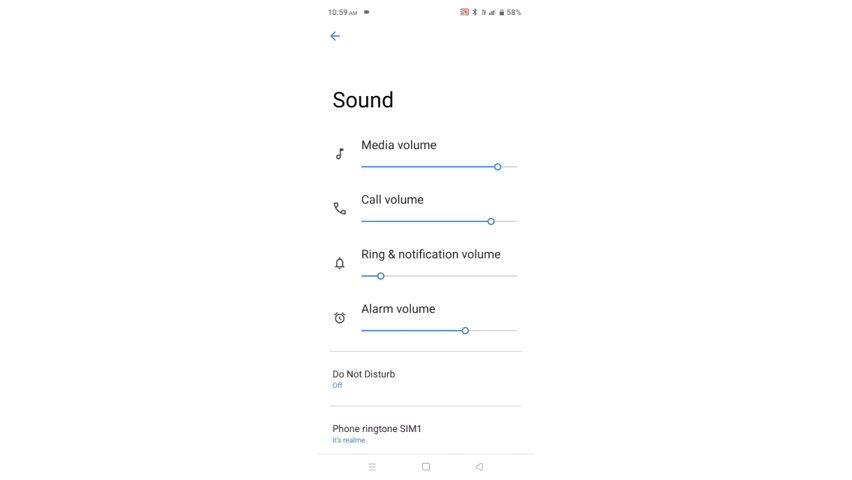 10:59 AM 58%
Sound
Media volume
Call volume
Ring & notification volume
Alarm volume
Do Not Disturb
Off
Phone ringtone SIM1
it's realme